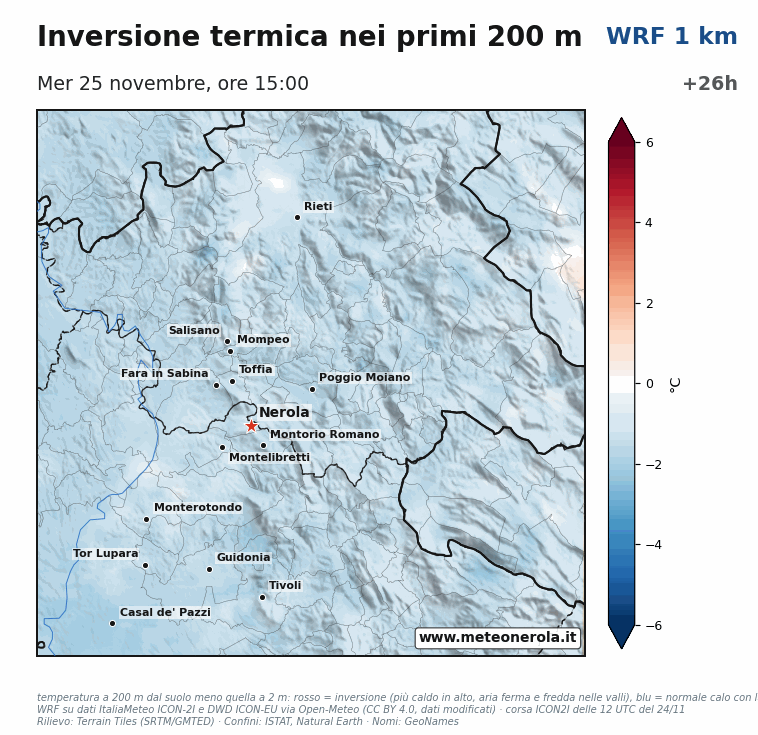 Inversione termica nei primi 200 m WRF 1 km
Mer 25 novembre, ore 15:00 +26h
6
4
2
0
−2
−4
−6
°C
Rieti
Salisano
Mompeo
Toffia
Fara in Sabina
Poggio Moiano
Nerola
Montorio Romano
Montelibretti
Monterotondo
Tor Lupara
Guidonia
Tivoli
Casal de' Pazzi
www.meteonerola.it
temperatura a 200 m dal suolo meno quella a 2 m: rosso = inversione (più caldo in alto, aria ferma e fredda nelle valli), blu = normale calo con l
WRF su dati ItaliaMeteo ICON-2I e DWD ICON-EU via Open-Meteo (CC BY 4.0, dati modificati) · corsa ICON2I delle 12 UTC del 24/11
Rilievo: Terrain Tiles (SRTM/GMTED) · Confini: ISTAT, Natural Earth · Nomi: GeoNames